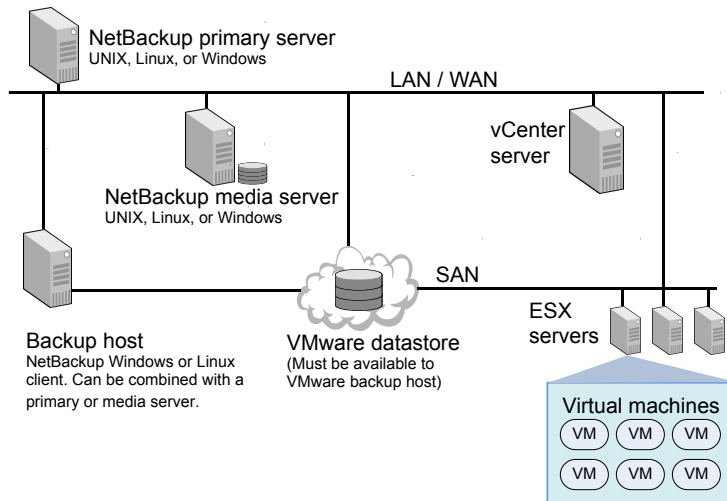 NetBackup primary server
UNIX, Linux, or Windows
LAN / WAN
vCenter
server
NetBackup media server
UNIX, Linux, or Windows
SAN
ESX
servers
Backup host
NetBackup Windows or Linux
client. Can be combined with a
primary or media server.
VMware datastore
(Must be available to
VMware backup host)
Virtual machines
VM VM VM
VM VM VM